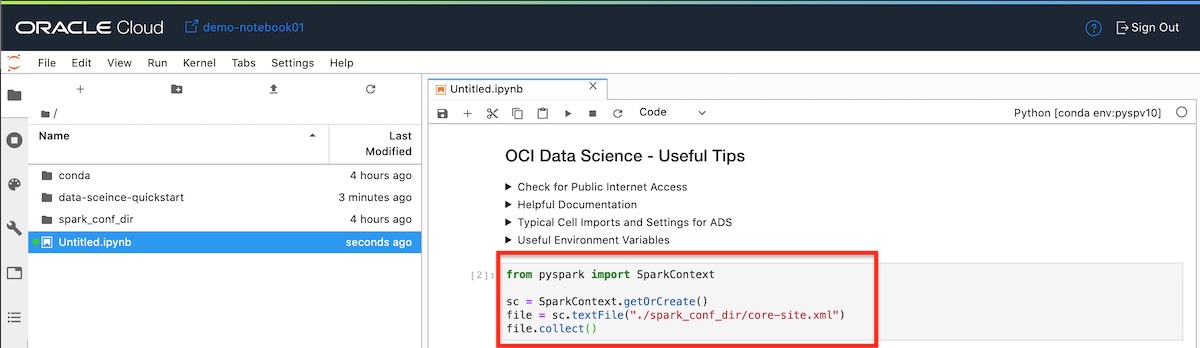 ORACLE Cloud demo-notebook01 ? Sign Out
File Edit View Run Kernel Tabs Settings Help
/
Name Last Modified
conda 4 hours ago
data-sceince-quickstart 3 minutes ago
spark_conf_dir 4 hours ago
Untitled.ipynb seconds ago
Untitled.ipynb
Code Python [conda env:pyspv10]
OCI Data Science - Useful Tips
Check for Public Internet Access
Helpful Documentation
Typical Cell Imports and Settings for ADS
Useful Environment Variables
[2]: from pyspark import SparkContext
sc = SparkContext.getOrCreate()
file = sc.textFile("./spark_conf_dir/core-site.xml")
file.collect()